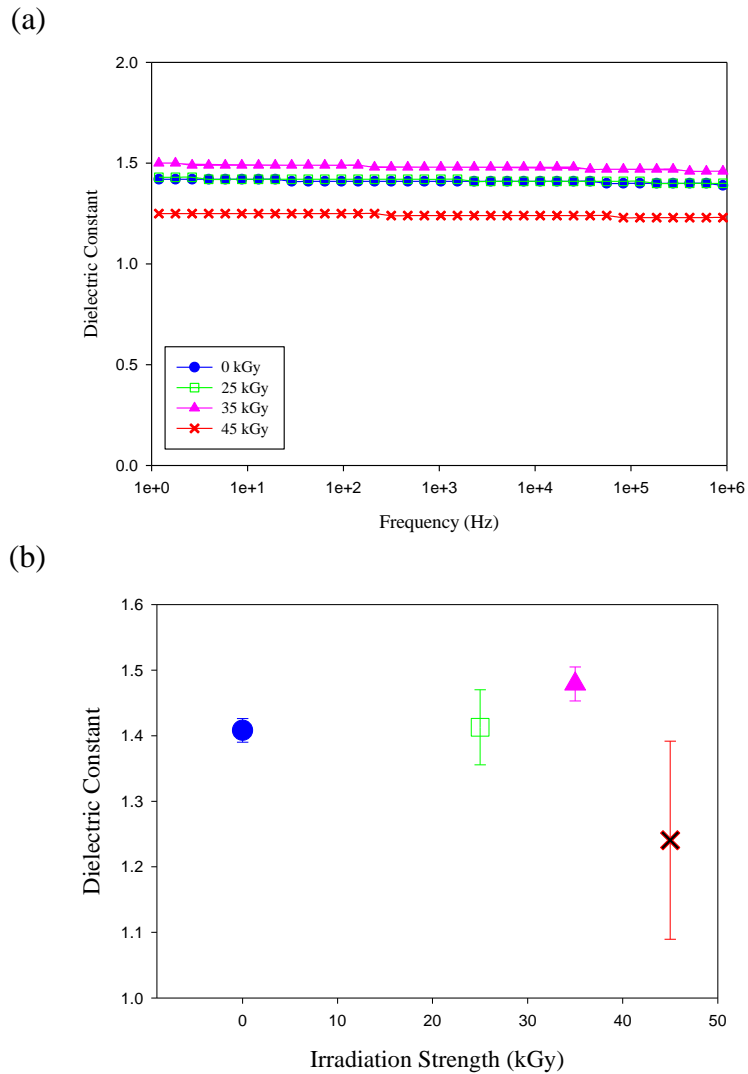 (a)
2.0
1.5
1.0
0.5
0.0
Dielectric Constant
0 kGy
25 kGy
35 kGy
45 kGy
1e+0 1e+1 1e+2 1e+3 1e+4 1e+5 1e+6
Frequency (Hz)
(b)
1.6
1.5
1.4
1.3
1.2
1.1
1.0
Dielectric Constant
0 10 20 30 40 50
Irradiation Strength (kGy)